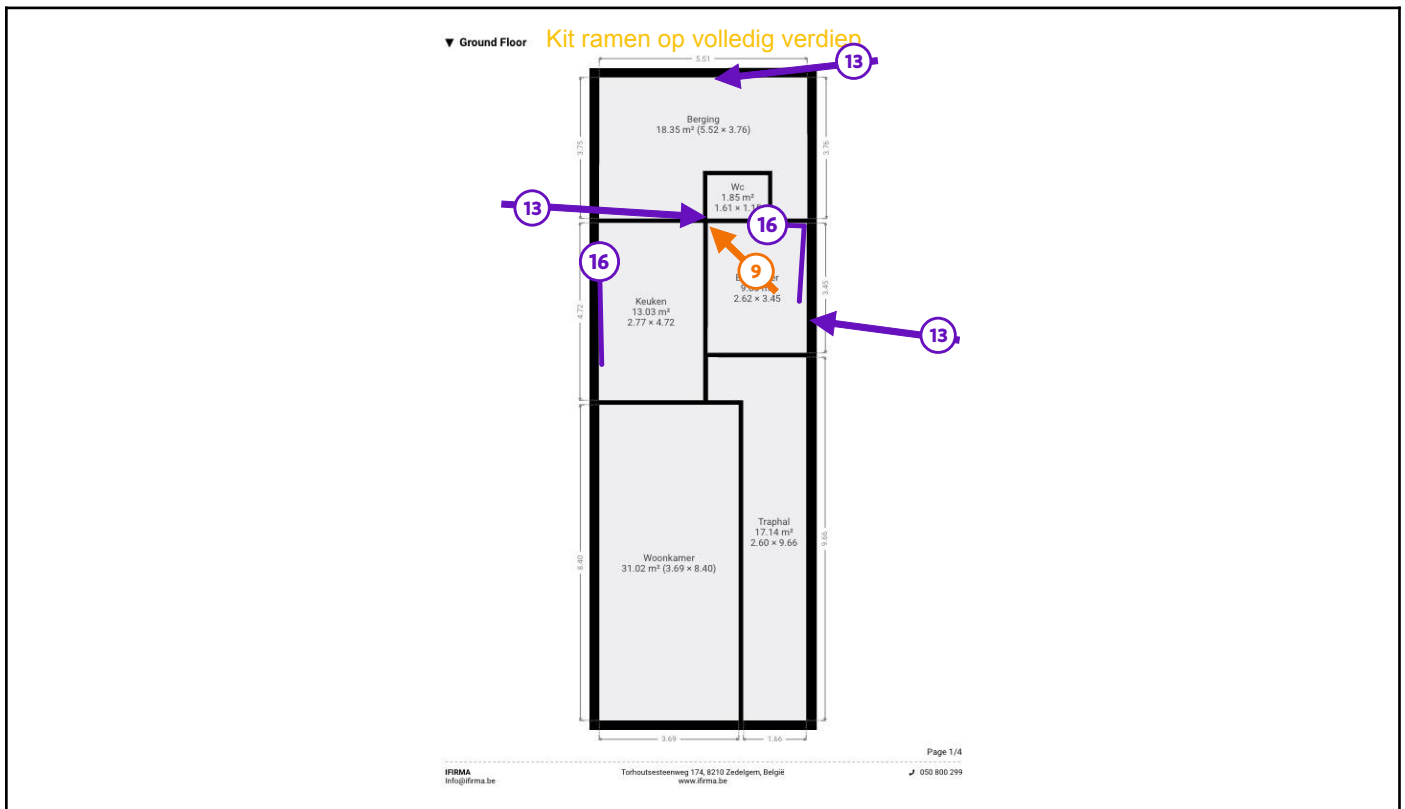 ▼ Ground Floor
Kit ramen op volledig verdiep
5.51
13
Berging
18.35 m² (5.52 × 3.76)
3.75
3.76
Wc
1.85 m²
13
16
16
9
Keuken
13.03 m²
2.77 × 4.72
2.62 × 3.45
4.72
3.45
13
Traphal
17.14 m²
2.60 × 9.66
Woonkamer
31.02 m² (3.69 × 8.40)
8.40
9.66
3.69
1.66
Page 1/4
IFIRMA
Info@ifirma.be
Torhoutsesteenweg 174, 8210 Zedelgem, België
www.ifirma.be
050 800 299